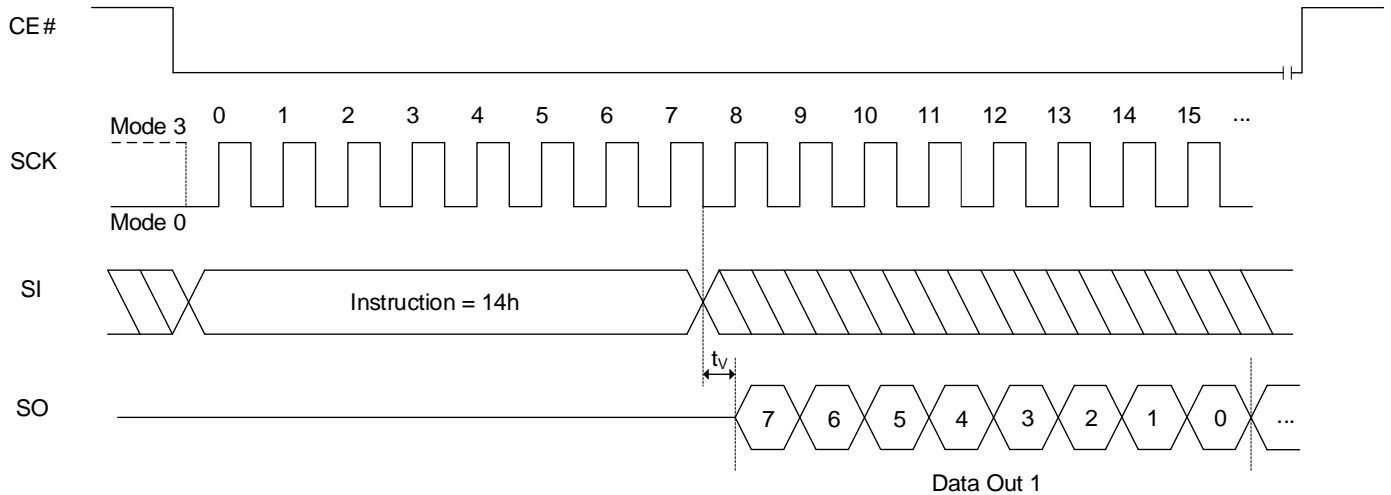 CE#
0 1 2 3 4 5 6 7 8 9 10 11 12 13 14 15 ...
Mode 3
SCK
Mode 0
SI
Instruction = 14h
tV
SO
7 6 5 4 3 2 1 0 ...
Data Out 1